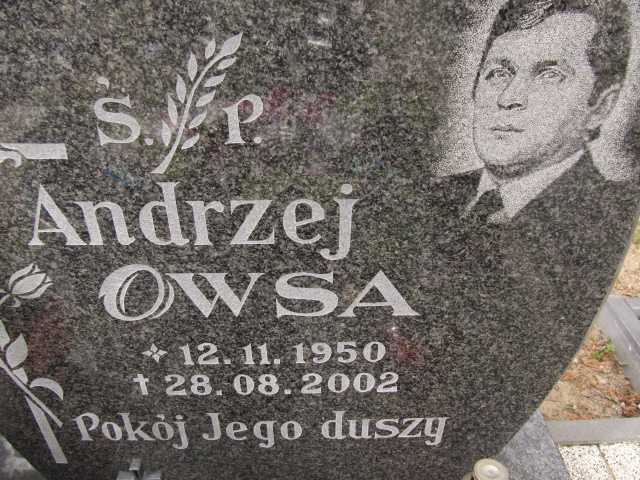 Ś. P.
Andrzej
OWSA
12.11.1950
✝ 28.08.2002
Pokój Jego duszy